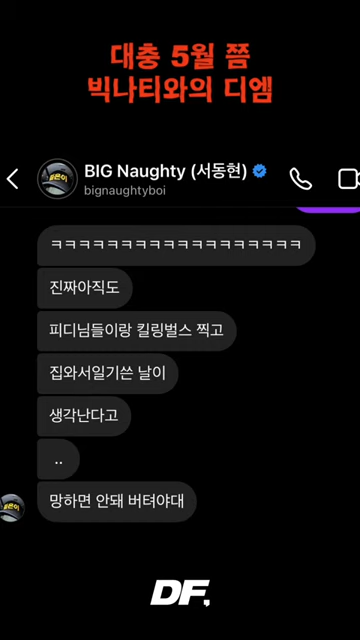 대충 5월 쯤
빅나티와의 디엠
BIG Naughty (서동현)
bignaughtyboi
ㅋㅋㅋㅋㅋㅋㅋㅋㅋㅋㅋㅋㅋㅋㅋㅋㅋㅋ
진짜아직도
피디님들이랑 킬링벌스 찍고
집와서일기쓴 날이
생각난다고
..
망하면 안돼 버텨야대
DF,